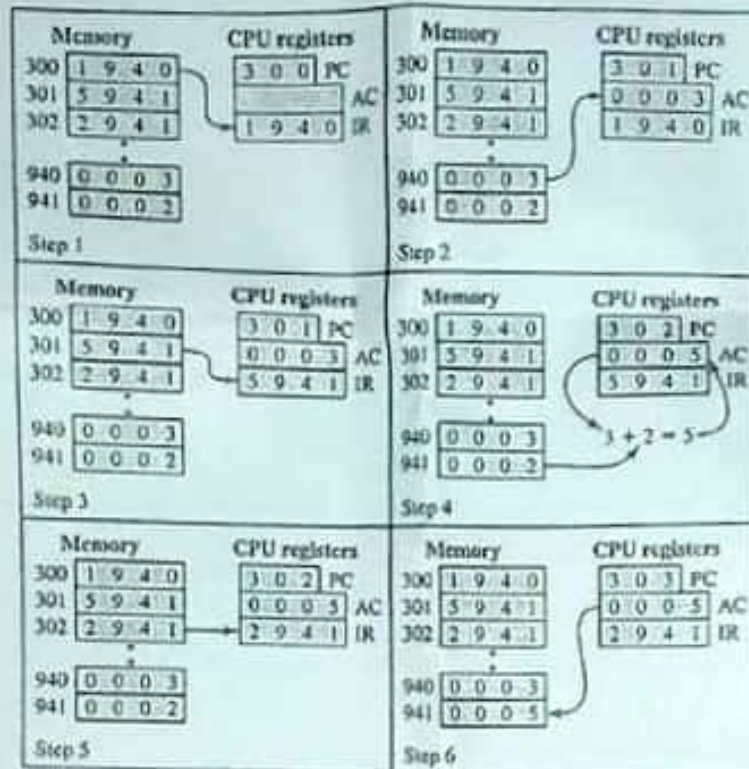 Memory CPU registers
300 1 9 4 0 3 0 0 PC
301 5 9 4 1 AC
302 2 9 4 1 1 9 4 0 IR
940 0 0 0 3
941 0 0 0 2
Step 1
Memory CPU registers
300 1 9 4 0 3 0 1 PC
301 5 9 4 1 0 0 0 3 AC
302 2 9 4 1 1 9 4 0 IR
940 0 0 0 3
941 0 0 0 2
Step 2
Memory CPU registers
300 1 9 4 0 3 0 1 PC
301 5 9 4 1 0 0 0 3 AC
302 2 9 4 1 5 9 4 1 IR
940 0 0 0 3
941 0 0 0 2
Step 3
Memory CPU registers
300 1 9 4 0 3 0 2 PC
301 5 9 4 1 0 0 0 5 AC
302 2 9 4 1 5 9 4 1 IR
940 0 0 0 3 3 + 2 = 5
941 0 0 0 2
Step 4
Memory CPU registers
300 1 9 4 0 3 0 2 PC
301 5 9 4 1 0 0 0 5 AC
302 2 9 4 1 2 9 4 1 IR
940 0 0 0 3
941 0 0 0 2
Step 5
Memory CPU registers
300 1 9 4 0 3 0 3 PC
301 5 9 4 1 0 0 0 5 AC
302 2 9 4 1 2 9 4 1 IR
940 0 0 0 3
941 0 0 0 5
Step 6